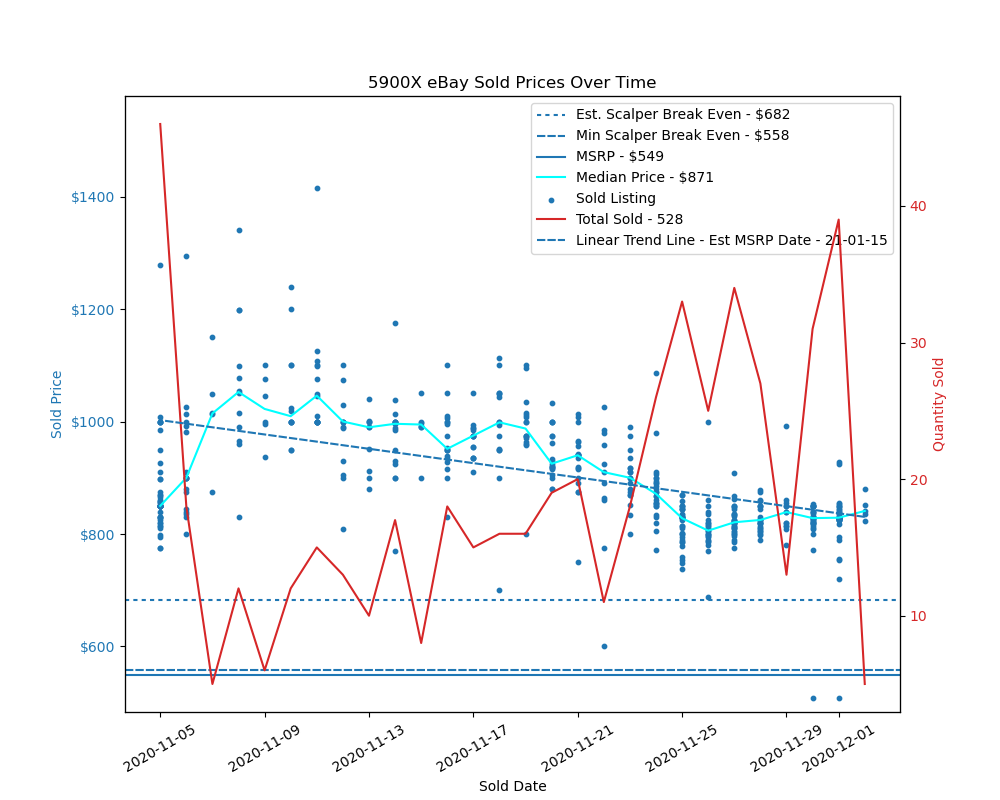 5900X eBay Sold Prices Over Time
Est. Scalper Break Even - $682
Min Scalper Break Even - $558
MSRP - $549
Median Price - $871
Sold Listing
Total Sold - 528
Linear Trend Line - Est MSRP Date - 21-01-15
Sold Price
$1400
$1200
$1000
$800
$600
Quantity Sold
40
30
20
10
2020-11-05
2020-11-09
2020-11-13
2020-11-17
2020-11-21
2020-11-25
2020-11-29
2020-12-01
Sold Date